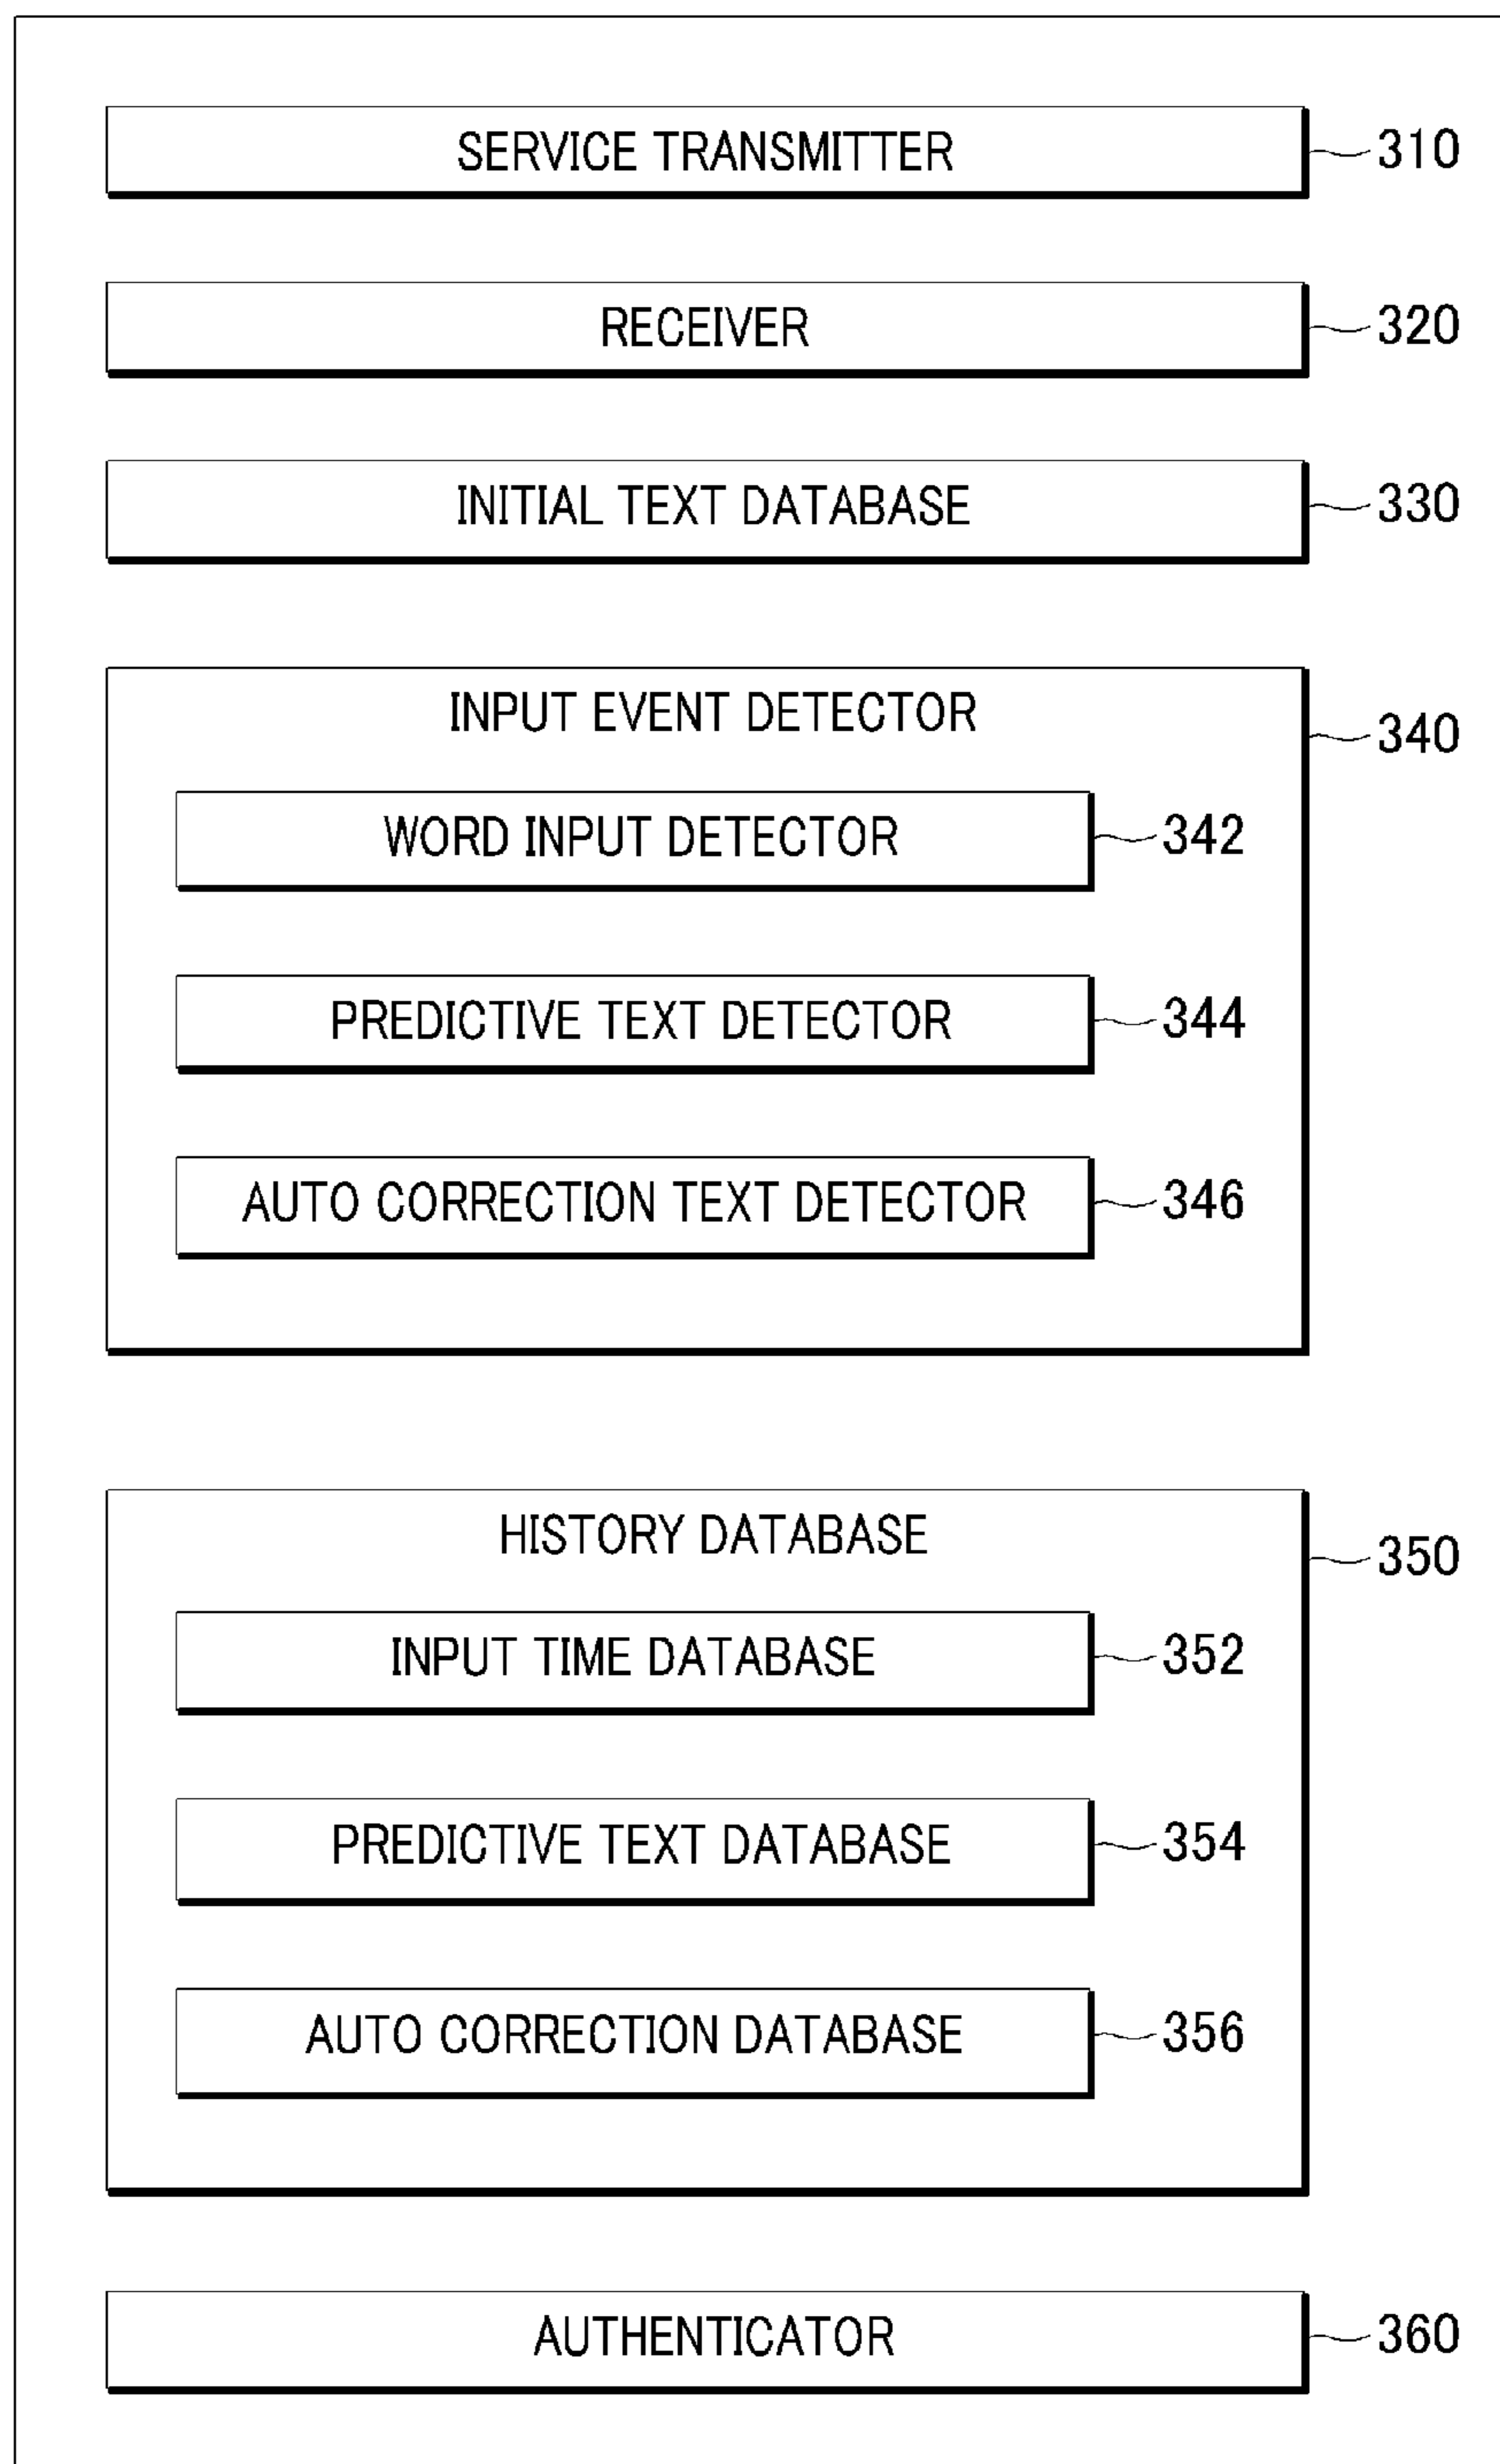 SERVICE TRANSMITTER 310
RECEIVER 320
INITIAL TEXT DATABASE 330
INPUT EVENT DETECTOR 340
WORD INPUT DETECTOR 342
PREDICTIVE TEXT DETECTOR 344
AUTO CORRECTION TEXT DETECTOR 346
HISTORY DATABASE 350
INPUT TIME DATABASE 352
PREDICTIVE TEXT DATABASE 354
AUTO CORRECTION DATABASE 356
AUTHENTICATOR 360